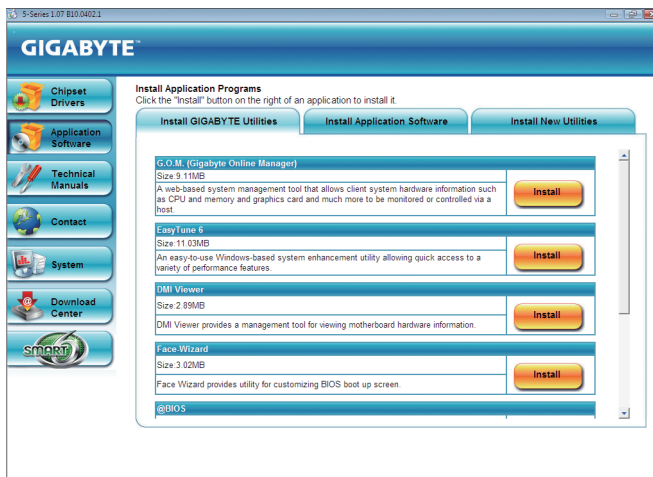 5-Series 1.07 B10.0402.1
GIGABYTE™
Chipset
Drivers
Application
Software
Technical
Manuals
Contact
System
Download
Center
SMART 6
Install Application Programs
Click the "Install" button on the right of an application to install it.
Install GIGABYTE Utilities
Install Application Software
Install New Utilities
G.O.M. (Gigabyte Online Manager)
Size:9.11MB
A web-based system management tool that allows client system hardware information such
as CPU and memory and graphics card and much more to be monitored or controlled via a
host.
Install
EasyTune 6
Size:11.03MB
An easy-to-use Windows-based system enhancement utility allowing quick access to a
variety of performance features.
Install
DMI Viewer
Size:2.89MB
DMI Viewer provides a management tool for viewing motherboard hardware information.
Install
Face-Wizard
Size:3.02MB
Face Wizard provides utility for customizing BIOS boot up screen.
Install
@BIOS